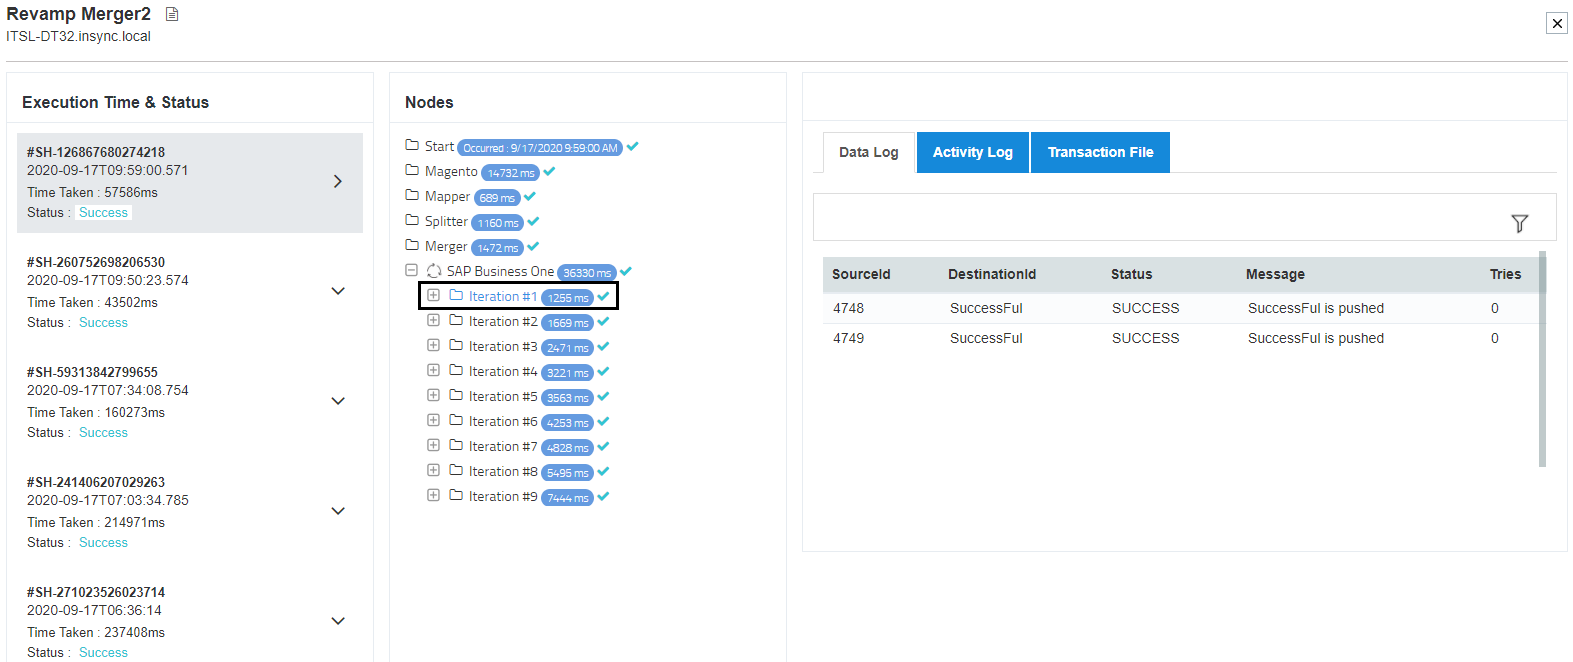 Revamp Merger2
ITSL-DT32.insync.local
Execution Time & Status
#SH-126867680274218
2020-09-17T09:59:00.571
Time Taken : 57586ms
Status : Success
#SH-260752698206530
2020-09-17T09:50:23.574
Time Taken : 43502ms
Status : Success
#SH-59313842799655
2020-09-17T07:34:08.754
Time Taken : 160273ms
Status : Success
#SH-241406207029263
2020-09-17T07:03:34.785
Time Taken : 214971ms
Status : Success
#SH-271023526023714
2020-09-17T06:36:14
Time Taken : 237408ms
Status : Success
Nodes
Start Occurred : 9/17/2020 9:59:00 AM
Magento 14732 ms
Mapper 689 ms
Splitter 1160 ms
Merger 1472 ms
SAP Business One 36330 ms
Iteration #1 1255 ms
Iteration #2 1669 ms
Iteration #3 2471 ms
Iteration #4 3221 ms
Iteration #5 3563 ms
Iteration #6 4253 ms
Iteration #7 4828 ms
Iteration #8 5495 ms
Iteration #9 7444 ms
Data Log Activity Log Transaction File
SourceId DestinationId Status Message Tries
4748 SuccessFul SUCCESS SuccessFul is pushed 0
4749 SuccessFul SUCCESS SuccessFul is pushed 0